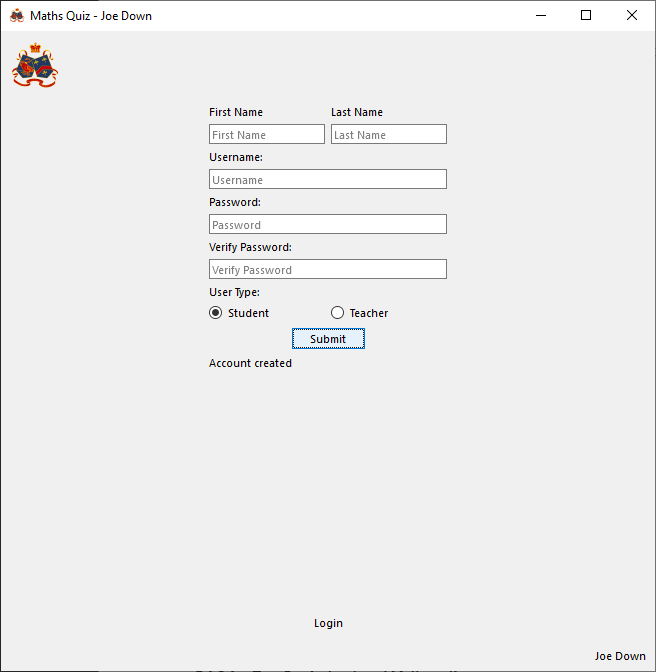 Maths Quiz - Joe Down
First Name Last Name
First Name Last Name
Username:
Username
Password:
Password
Verify Password:
Verify Password
User Type:
Student Teacher
Submit
Account created
Login
Joe Down